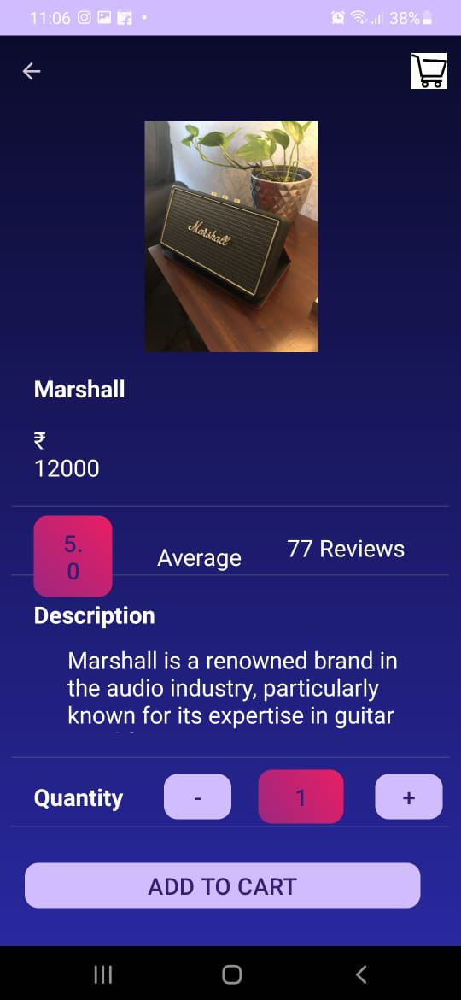 11:06
38%
Marshall
Marshall
₹
12000
5.
0
Average
77 Reviews
Description
Marshall is a renowned brand in
the audio industry, particularly
known for its expertise in guitar
Quantity
-
1
+
ADD TO CART